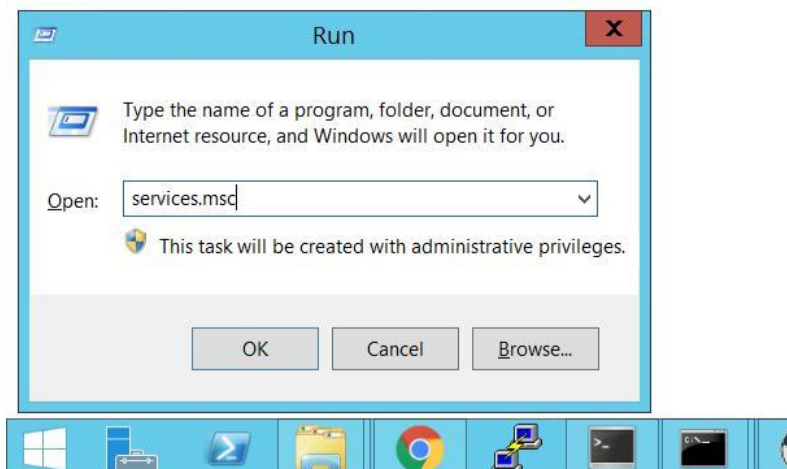 Run
X
Type the name of a program, folder, document, or
Internet resource, and Windows will open it for you.
Open:
services.msc
This task will be created with administrative privileges.
OK
Cancel
Browse...